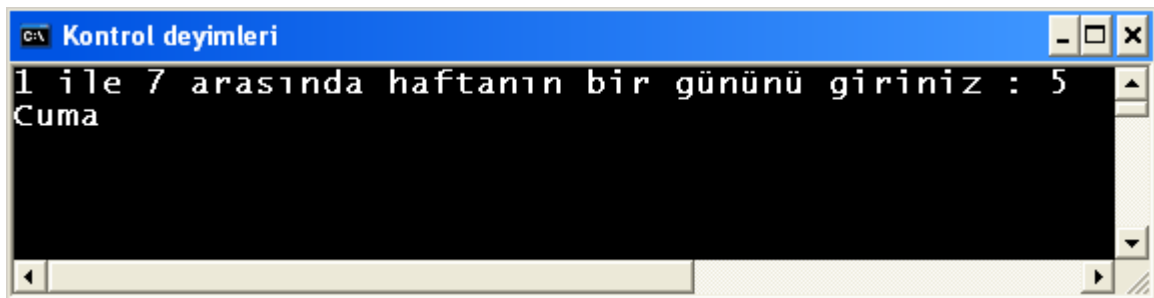 Kontrol deyimleri
1 ile 7 arasında haftanın bir gününü giriniz : 5
Cuma